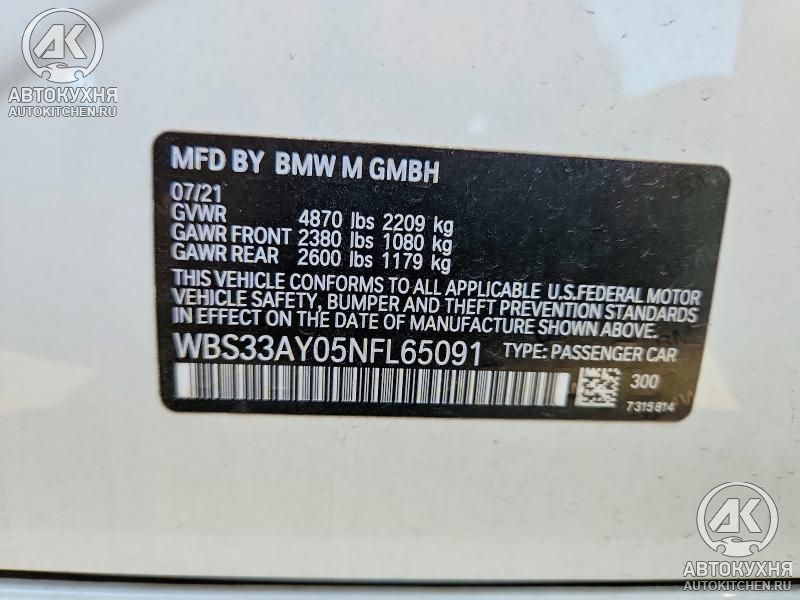 AK
АВТОКУХНЯ
AUTOKITCHEN.RU
MFD BY BMW M GMBH
07/21
GVWR 4870 lbs 2209 kg
GAWR FRONT 2380 lbs 1080 kg
GAWR REAR 2600 lbs 1179 kg
THIS VEHICLE CONFORMS TO ALL APPLICABLE U.S.FEDERAL MOTOR
VEHICLE SAFETY, BUMPER AND THEFT PREVENTION STANDARDS
IN EFFECT ON THE DATE OF MANUFACTURE SHOWN ABOVE.
WBS33AY05NFL65091 TYPE: PASSENGER CAR
300
7315814
AK
АВТОКУХНЯ
AUTOKITCHEN.RU